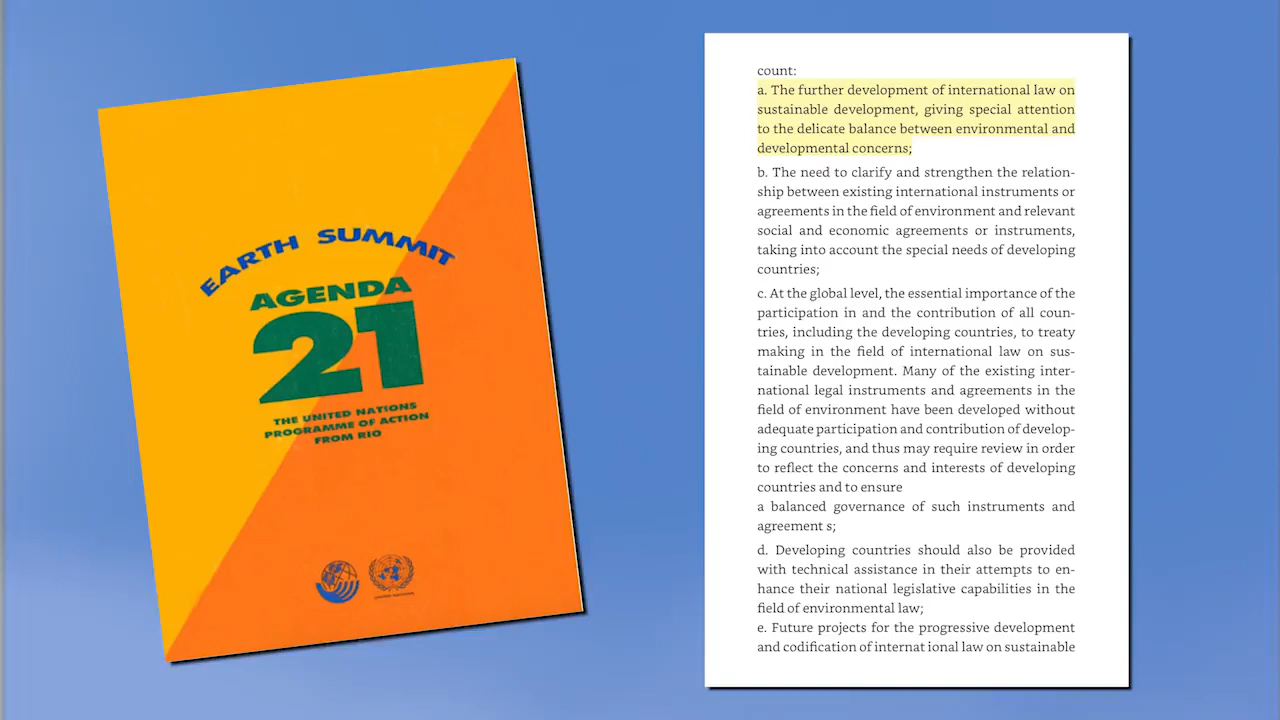 EARTH SUMMIT
AGENDA
21
THE UNITED NATIONS
PROGRAMME OF ACTION
FROM RIO
count:
a. The further development of international law on
sustainable development, giving special attention
to the delicate balance between environmental and
developmental concerns;
b. The need to clarify and strengthen the relation-
ship between existing international instruments or
agreements in the field of environment and relevant
social and economic agreements or instruments,
taking into account the special needs of developing
countries;
c. At the global level, the essential importance of the
participation in and the contribution of all coun-
tries, including the developing countries, to treaty
making in the field of international law on sus-
tainable development. Many of the existing inter-
national legal instruments and agreements in the
field of environment have been developed without
adequate participation and contribution of develop-
ing countries, and thus may require review in order
to reflect the concerns and interests of developing
countries and to ensure
a balanced governance of such instruments and
agreement s;
d. Developing countries should also be provided
with technical assistance in their attempts to en-
hance their national legislative capabilities in the
field of environmental law;
e. Future projects for the progressive development
and codification of internat ional law on sustainable